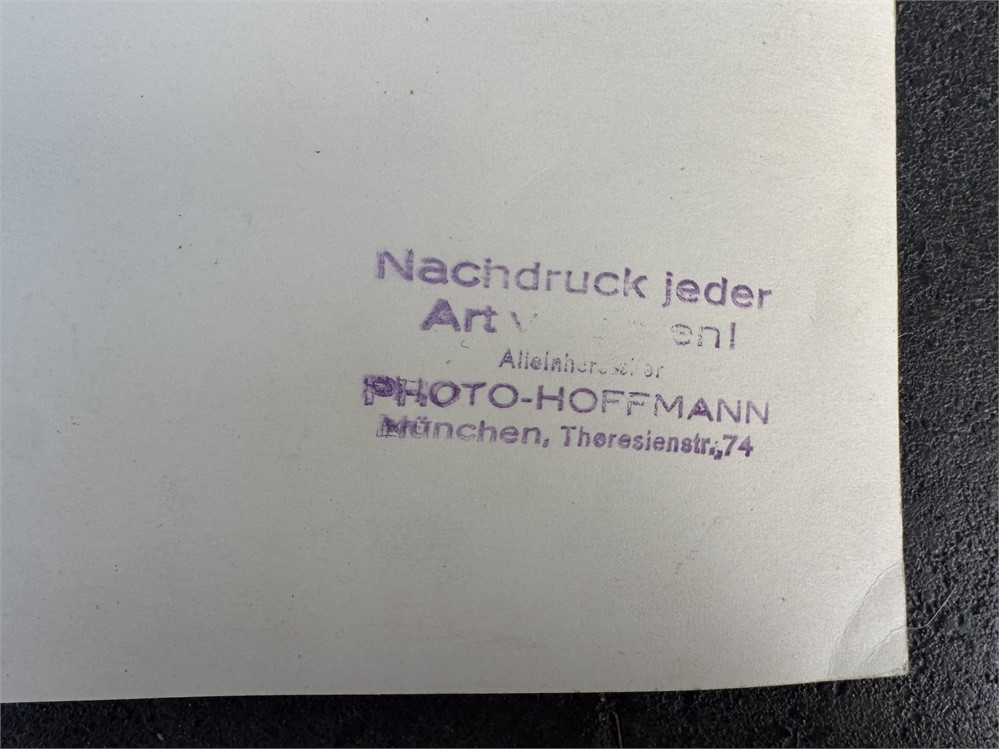 Nachdruck jeder
Art
PHOTO-HOFFMANN
München, Theresienstr. 74